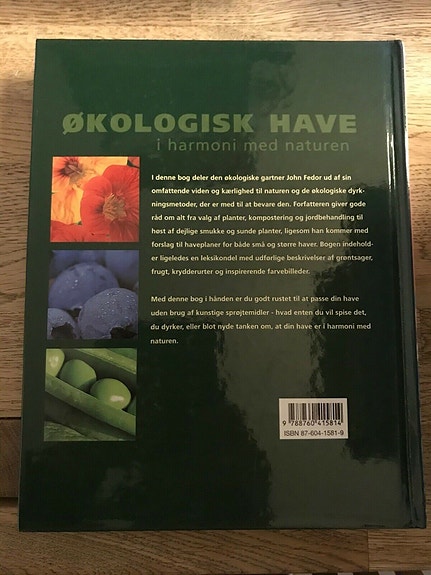 ØKOLOGISK HAVE
i harmoni med naturen
I denne bog deler den økologiske gartner John Fedor ud af sin
omfattende viden og kærlighed til naturen og de økologiske dyrk-
ningsmetoder, der er med til at bevare den. Forfatteren giver gode
råd om alt fra valg af planter, kompostering og jordbehandling til
høst af dejlige smukke og sunde planter, ligesom han kommer med
forslag til haveplaner for både små og større haver. Bogen indehold-
er ligeledes en leksikondel med udførlige beskrivelser af grøntsager,
frugt, krydderurter og inspirerende farvebilleder.
Med denne bog i hånden er du godt rustet til at passe din have
uden brug af kunstige sprøjtemidler - hvad enten du vil spise det,
du dyrker, eller blot nyde tanken om, at din have er i harmoni med
naturen.
9 788760 415814
ISBN 87-604-1581-9